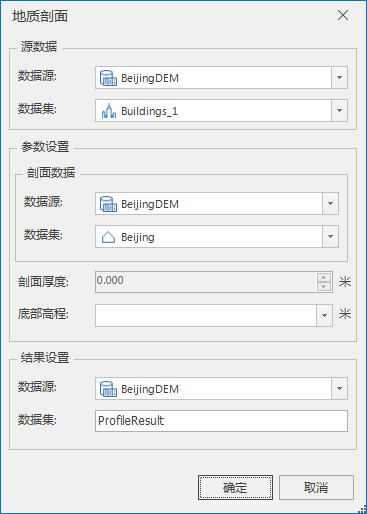 地质剖面
源数据
数据源: BeijingDEM
数据集: Buildings_1
参数设置
剖面数据
数据源: BeijingDEM
数据集: Beijing
剖面厚度: 0.000 米
底部高程: 米
结果设置
数据源: BeijingDEM
数据集: ProfileResult
确定 取消